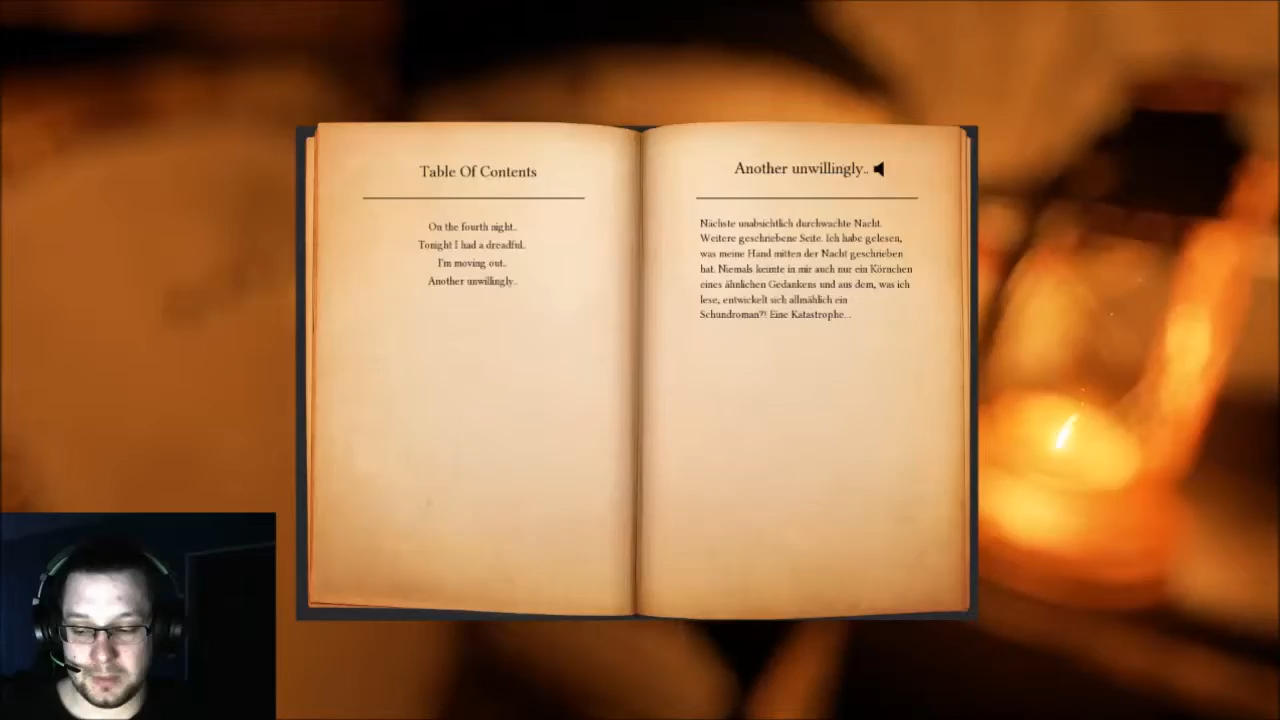 Table Of Contents
On the fourth night..
Tonight I had a dreadful..
I'm moving out..
Another unwillingly..
Another unwillingly..
Nächste unabsichtlich durchwachte Nacht.
Weitere geschriebene Seite. Ich habe gelesen,
was meine Hand mitten der Nacht geschrieben
hat. Niemals keimte in mir auch nur ein Körnchen
eines ähnlichen Gedankens und aus dem, was ich
lese, entwickelt sich allmählich ein
Schundroman?! Eine Katastrophe...